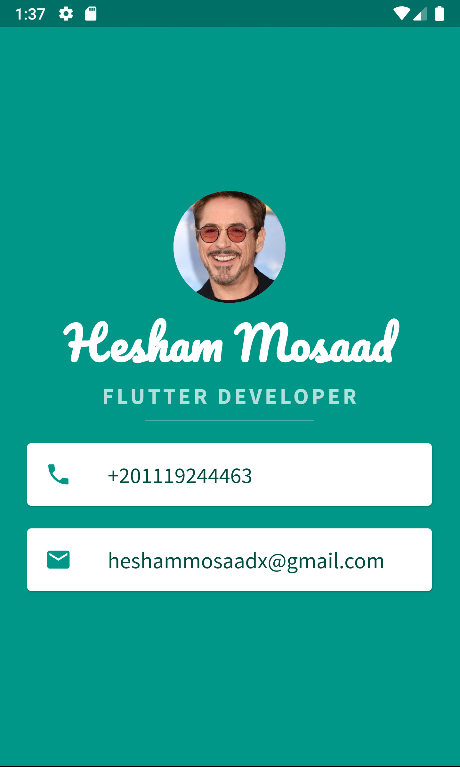 1:37
Hesham Mosaad
FLUTTER DEVELOPER
+201119244463
heshammosaadx@gmail.com